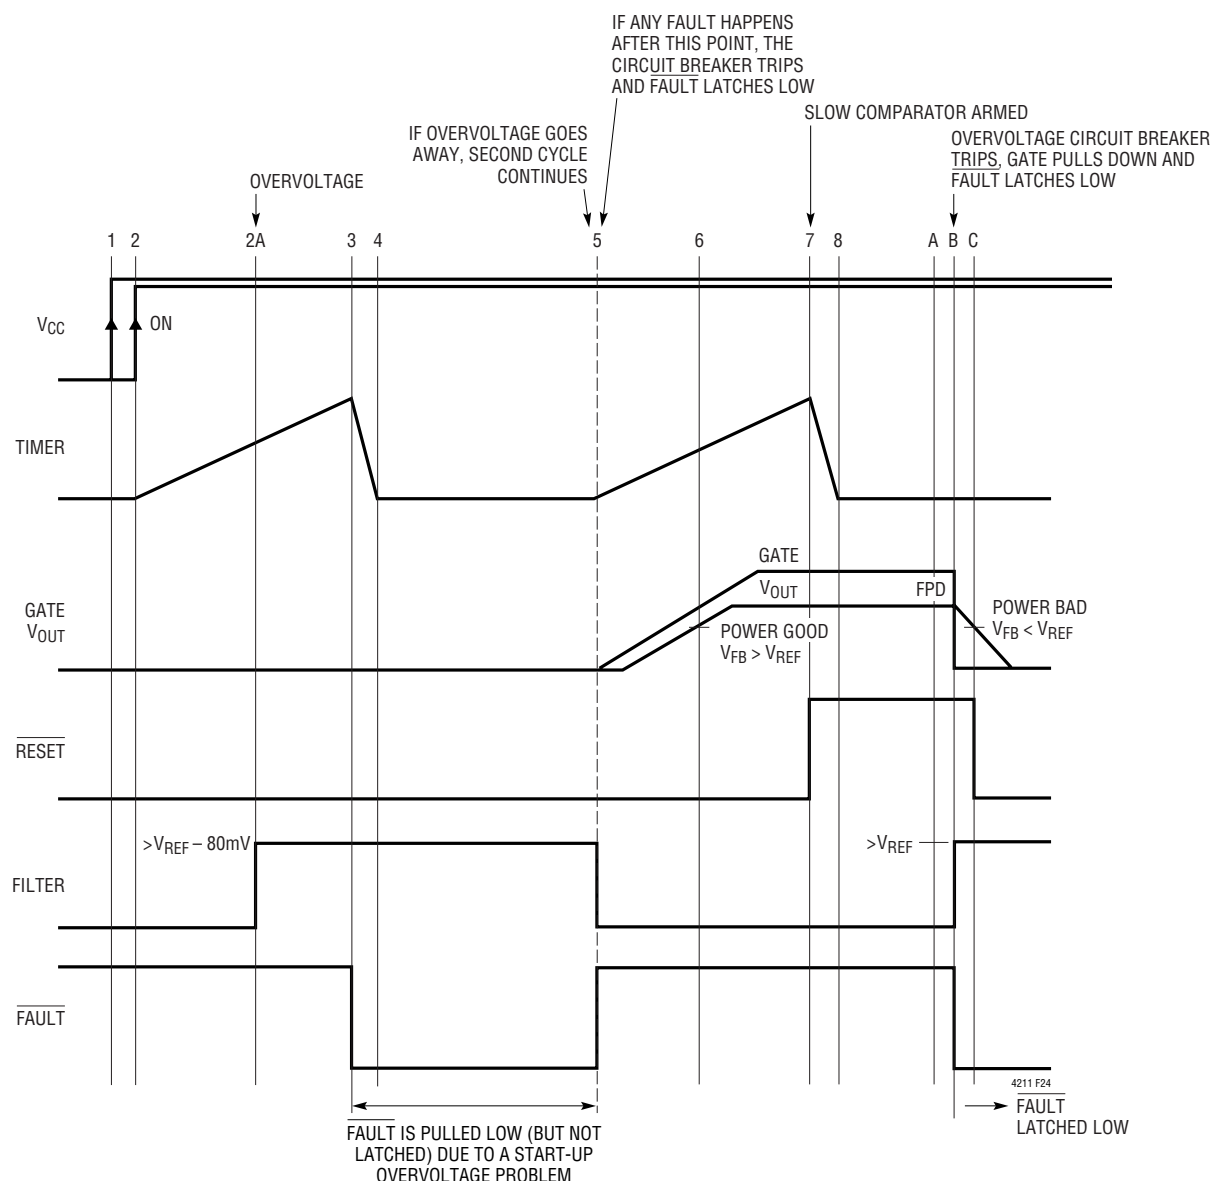 IF ANY FAULT HAPPENS
AFTER THIS POINT, THE
CIRCUIT BREAKER TRIPS
AND FAULT LATCHES LOW
SLOW COMPARATOR ARMED
IF OVERVOLTAGE GOES
AWAY, SECOND CYCLE
CONTINUES
OVERVOLTAGE CIRCUIT BREAKER
TRIPS, GATE PULLS DOWN AND
FAULT LATCHES LOW
OVERVOLTAGE
1 2 2A 3 4 5 6 7 8 A B C
VCC
ON
TIMER
GATE
VOUT
GATE
VOUT
FPD
POWER GOOD
VFB > VREF
POWER BAD
VFB < VREF
RESET
>VREF – 80mV
>VREF
FILTER
FAULT
4211 F24
FAULT
LATCHED LOW
FAULT IS PULLED LOW (BUT NOT
LATCHED) DUE TO A START-UP
OVERVOLTAGE PROBLEM